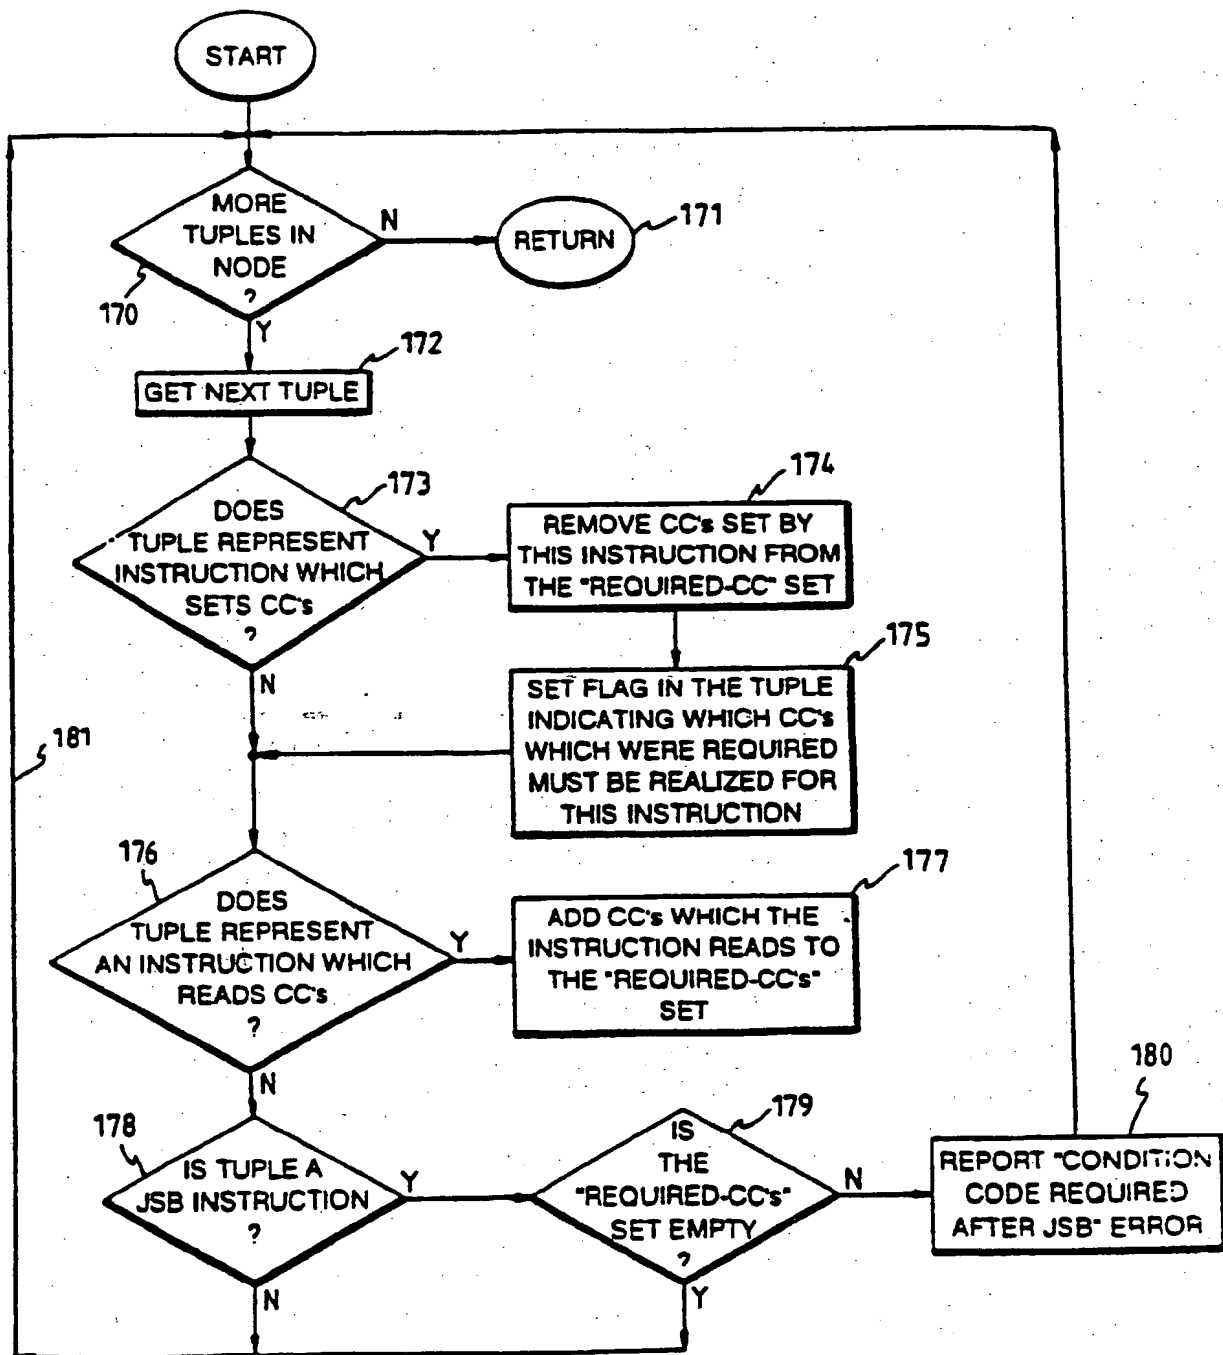 START
MORE
TUPLES IN
NODE
?
N
RETURN
171
170
Y
172
GET NEXT TUPLE
173
DOES
TUPLE REPRESENT
INSTRUCTION WHICH
SETS CC's
?
Y
N
174
REMOVE CC's SET BY
THIS INSTRUCTION FROM
THE "REQUIRED-CC" SET
175
SET FLAG IN THE TUPLE
INDICATING WHICH CC's
WHICH WERE REQUIRED
MUST BE REALIZED FOR
THIS INSTRUCTION
181
176
DOES
TUPLE REPRESENT
AN INSTRUCTION WHICH
READS CC's
?
Y
N
177
ADD CC's WHICH THE
INSTRUCTION READS TO
THE "REQUIRED-CC's"
SET
178
IS TUPLE A
JSB INSTRUCTION
?
Y
N
179
IS
THE
"REQUIRED-CC's"
SET EMPTY
?
N
Y
180
REPORT "CONDITION
CODE REQUIRED
AFTER JSB" ERROR